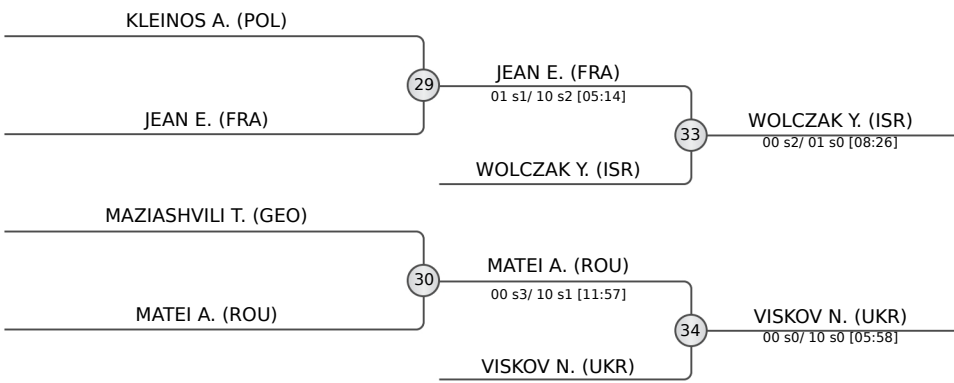 KLEINOS A. (POL)
29
JEAN E. (FRA)
JEAN E. (FRA)
01 s1/ 10 s2 [05:14]
33
WOLCZAK Y. (ISR)
WOLCZAK Y. (ISR)
00 s2/ 01 s0 [08:26]
MAZIASHVILI T. (GEO)
30
MATEI A. (ROU)
MATEI A. (ROU)
00 s3/ 10 s1 [11:57]
34
VISKOV N. (UKR)
VISKOV N. (UKR)
00 s0/ 10 s0 [05:58]